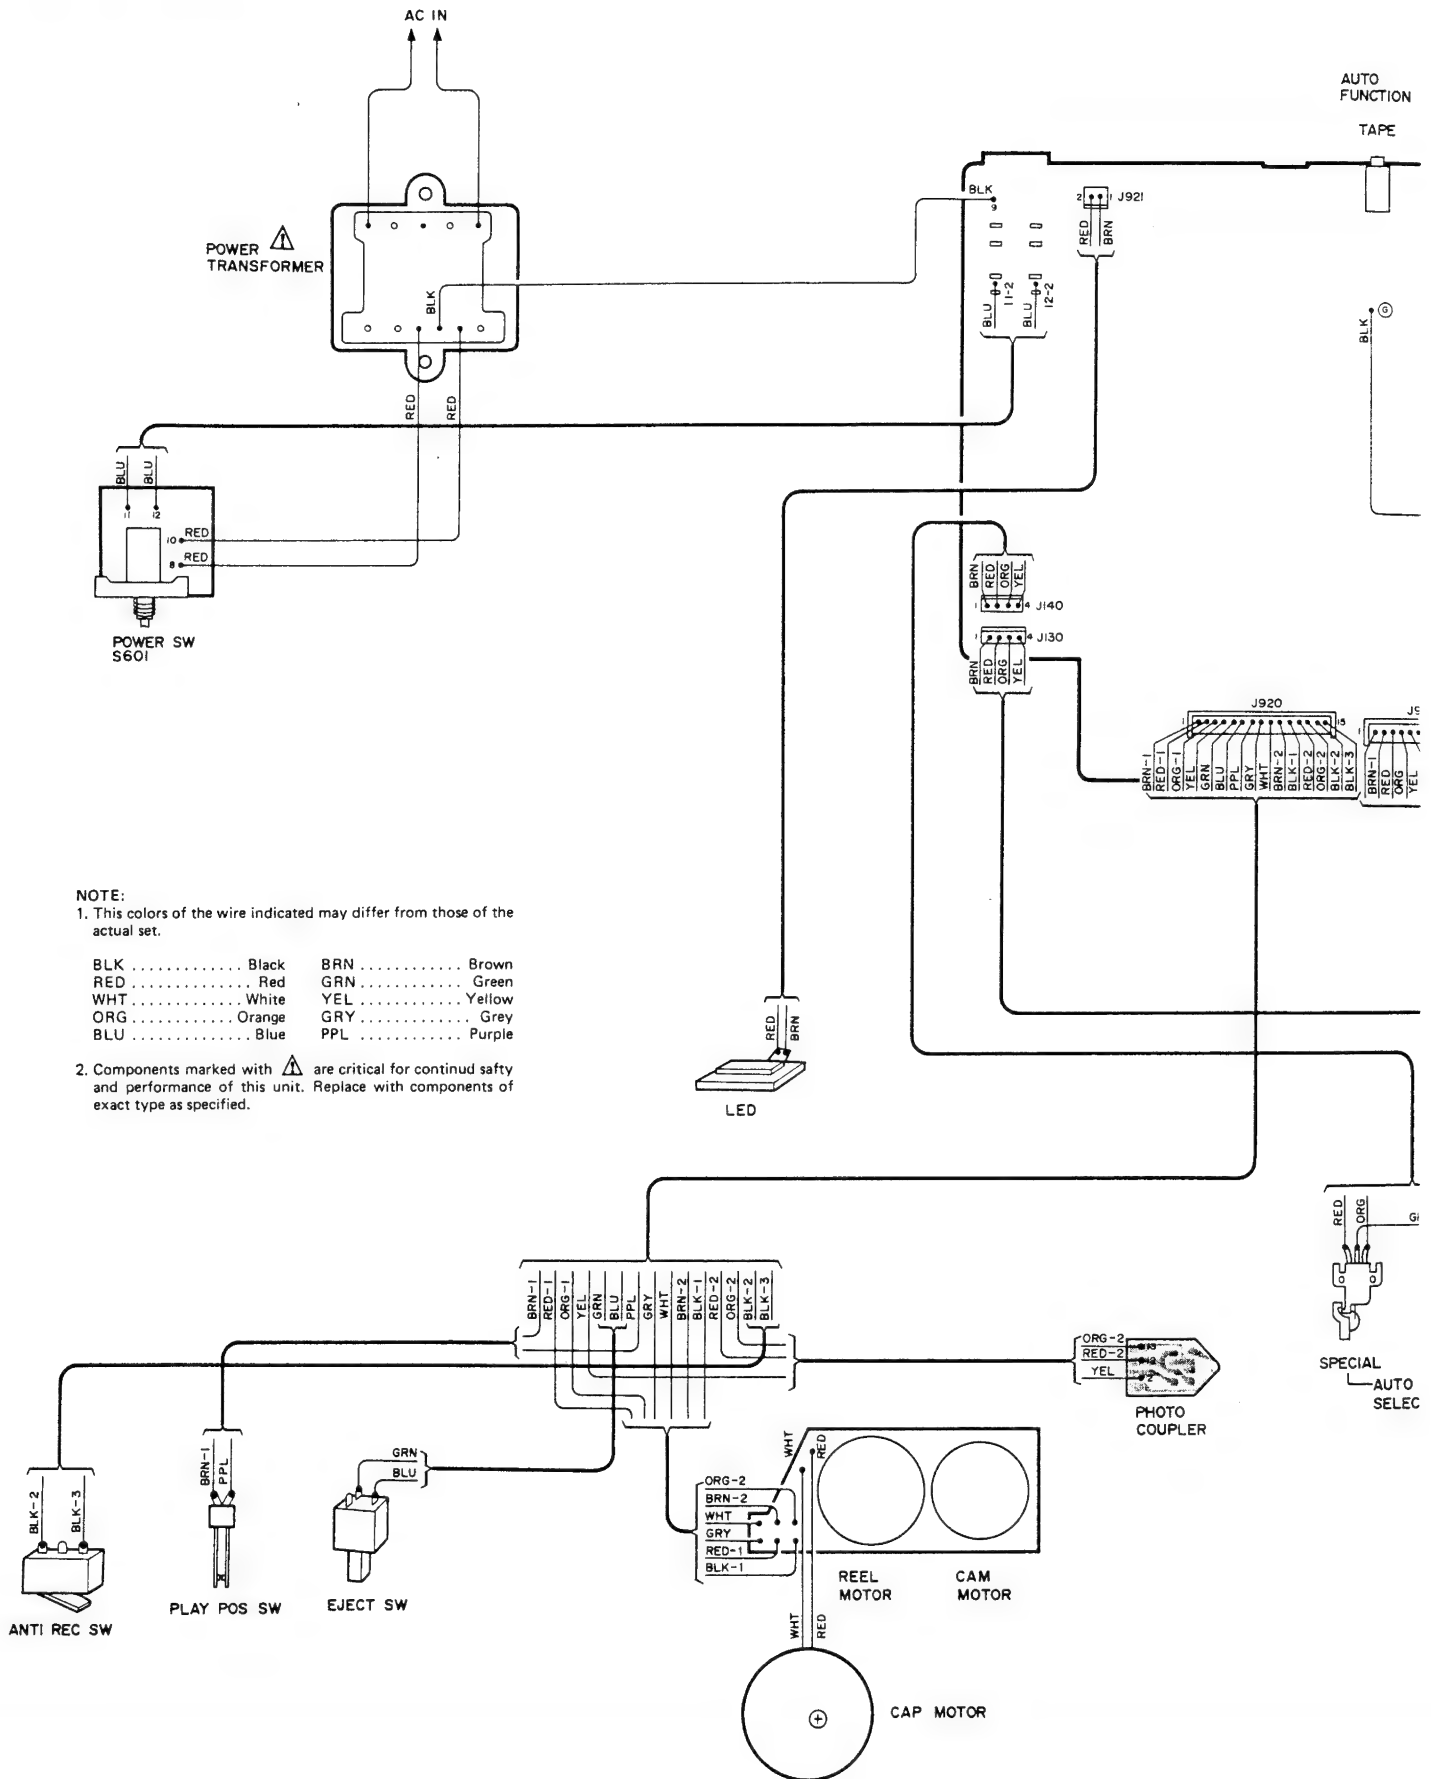 AC IN
AUTO
FUNCTION
TAPE
BLK
9
2
1
J921
RED
BRN
POWER
TRANSFORMER
BLK
BLU
11-2
BLU
12-2
G
BLK
RED
RED
BLU
BLU
11
12
10
RED
8
RED
POWER SW
S601
BRN
RED
ORG
YEL
1
4 J140
1
4 J130
BRN
RED
ORG
YEL
J920
1
15
BRN-1
RED-1
ORG-1
YEL
GRN
BLU
PPL
GRY
WHT
BRN-2
BLK-1
RED-2
ORG-2
BLK-2
BLK-3
1
BRN-1
RED
ORG
YEL
NOTE:
1. This colors of the wire indicated may differ from those of the
actual set.
BLK ............. Black BRN ............ Brown
RED .............. Red GRN ............ Green
WHT ............. White YEL ............ Yellow
ORG ............ Orange GRY ............. Grey
BLU .............. Blue PPL ............ Purple
2. Components marked with are critical for continud safty
and performance of this unit. Replace with components of
exact type as specified.
RED
BRN
LED
RED
ORG
BRN-1
RED-1
ORG-1
YEL
GRN
BLU
PPL
GRY
WHT
BRN-2
BLK-1
RED-2
ORG-2
BLK-2
BLK-3
ORG-2
RED-2
YEL
2
PHOTO
COUPLER
SPECIAL
AUTO
SELEC
GRN
BLU
BRN-1
PPL
BLK-2
BLK-3
WHT
RED
ORG-2
BRN-2
WHT
GRY
RED-1
BLK-1
REEL
MOTOR
CAM
MOTOR
EJECT SW
PLAY POS SW
ANTI REC SW
WHT
RED
CAP MOTOR